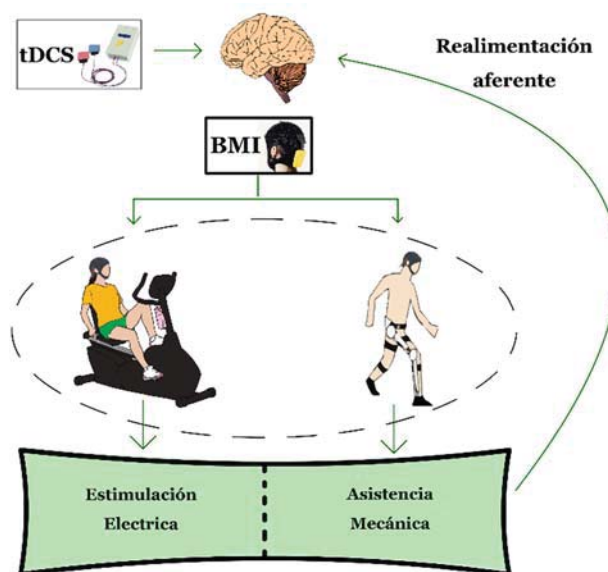 tDCS
Realimentación
aferente
BMI
Estimulación
Electrica
Asistencia
Mecánica